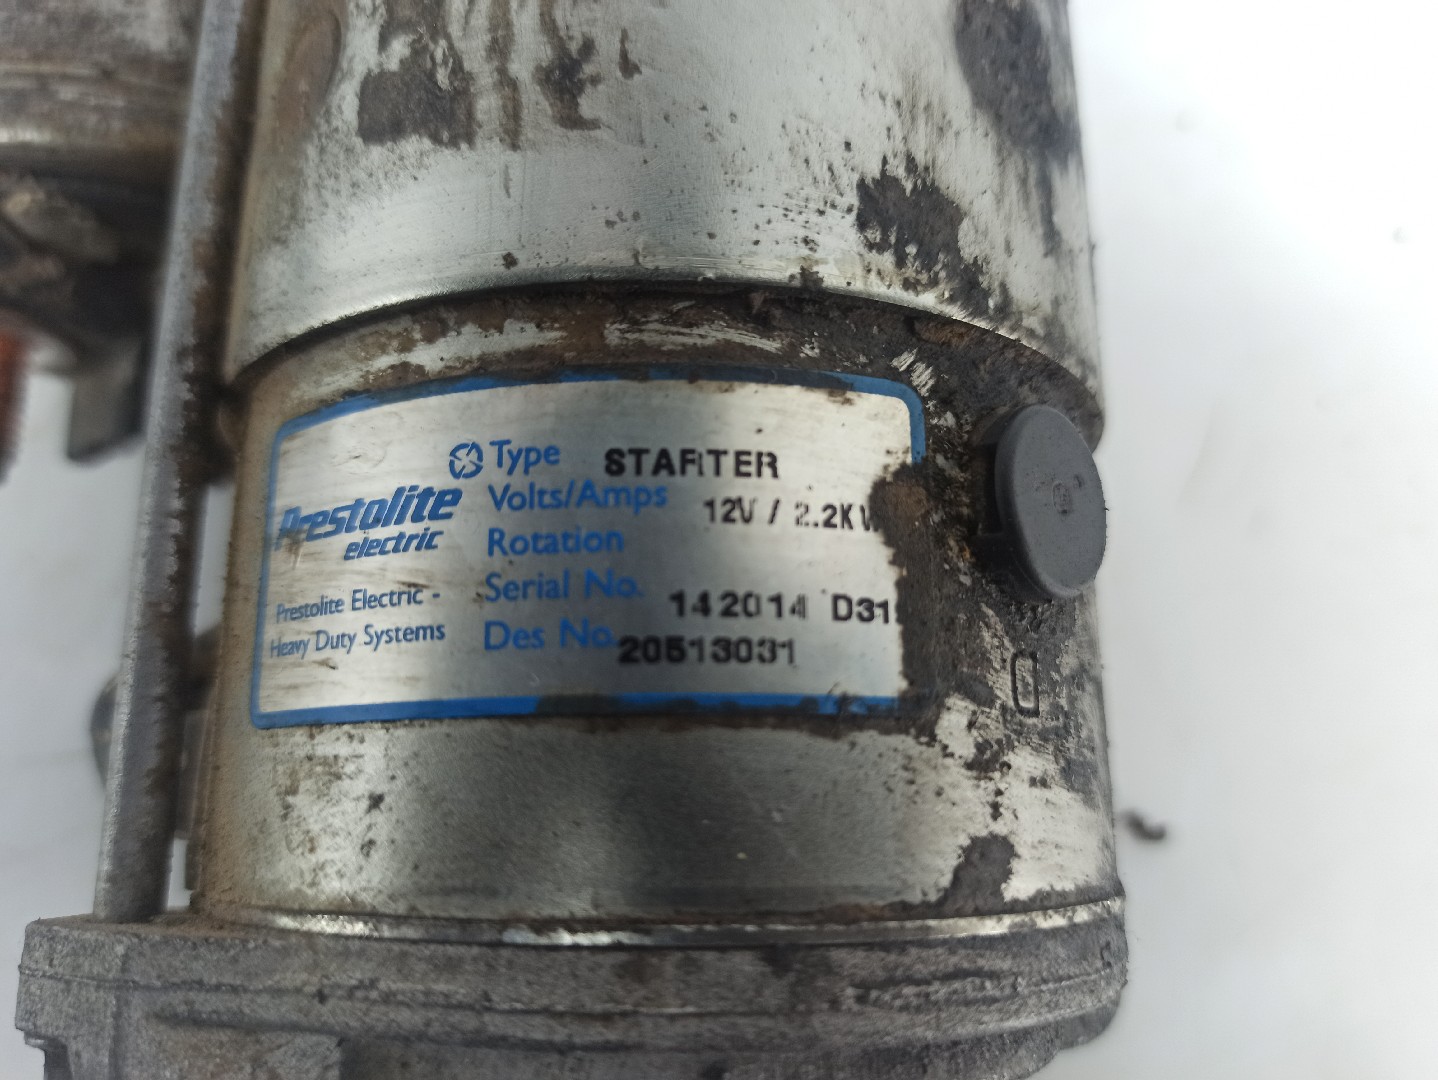 Type STARTER
Prestolite
electric
Volts/Amps 12V / 2.2KW
Rotation
Serial No. 142014 D31
Des No. 20513031
Prestolite Electric -
Heavy Duty Systems
D